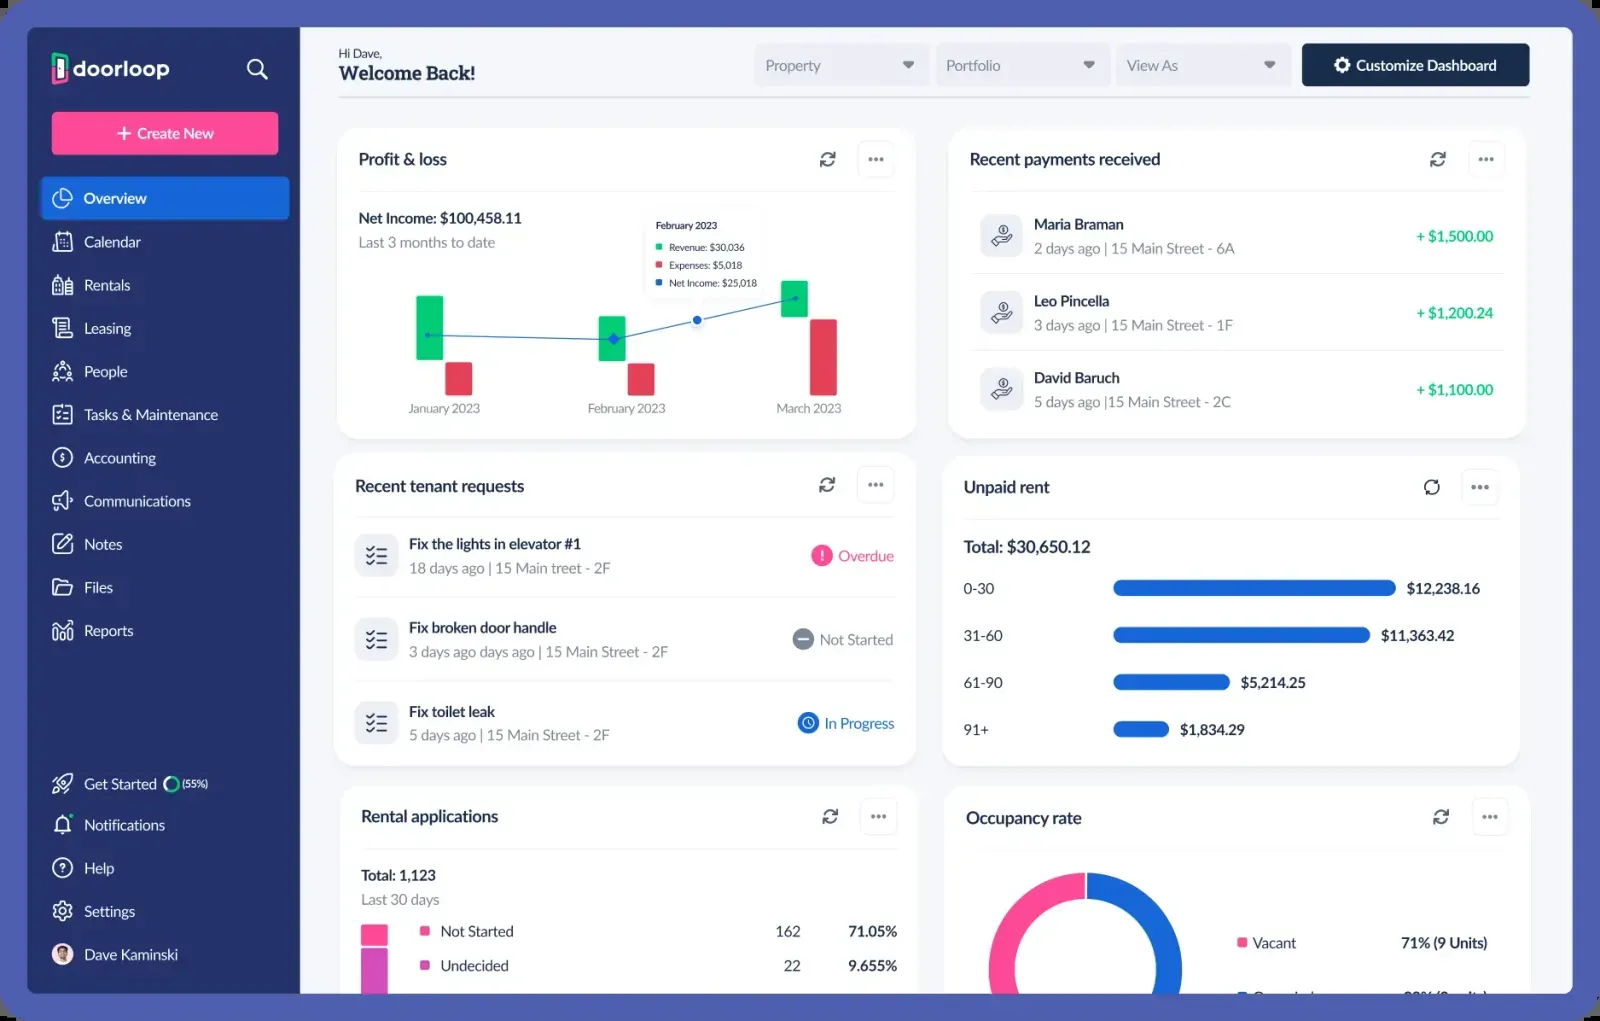 doorloop
+ Create New
Overview
Calendar
Rentals
Leasing
People
Tasks & Maintenance
Accounting
Communications
Notes
Files
Reports
Get Started (55%)
Notifications
Help
Settings
Dave Kaminski
Hi Dave,
Welcome Back!
Property
Portfolio
View As
Customize Dashboard
Profit & loss
Net Income: $100,458.11
Last 3 months to date
February 2023
Revenue: $30,036
Expenses: $5,018
Net Income: $25,018
January 2023
February 2023
March 2023
Recent payments received
Maria Braman
2 days ago | 15 Main Street - 6A
+ $1,500.00
Leo Pincella
3 days ago | 15 Main Street - 1F
+ $1,200.24
David Baruch
5 days ago |15 Main Street - 2C
+ $1,100.00
Recent tenant requests
Fix the lights in elevator #1
18 days ago | 15 Main treet - 2F
Overdue
Fix broken door handle
3 days ago days ago | 15 Main Street - 2F
Not Started
Fix toilet leak
5 days ago | 15 Main Street - 2F
In Progress
Unpaid rent
Total: $30,650.12
0-30 $12,238.16
31-60 $11,363.42
61-90 $5,214.25
91+ $1,834.29
Rental applications
Total: 1,123
Last 30 days
Not Started 162 71.05%
Undecided 22 9.655%
Occupancy rate
Vacant 71% (9 Units)